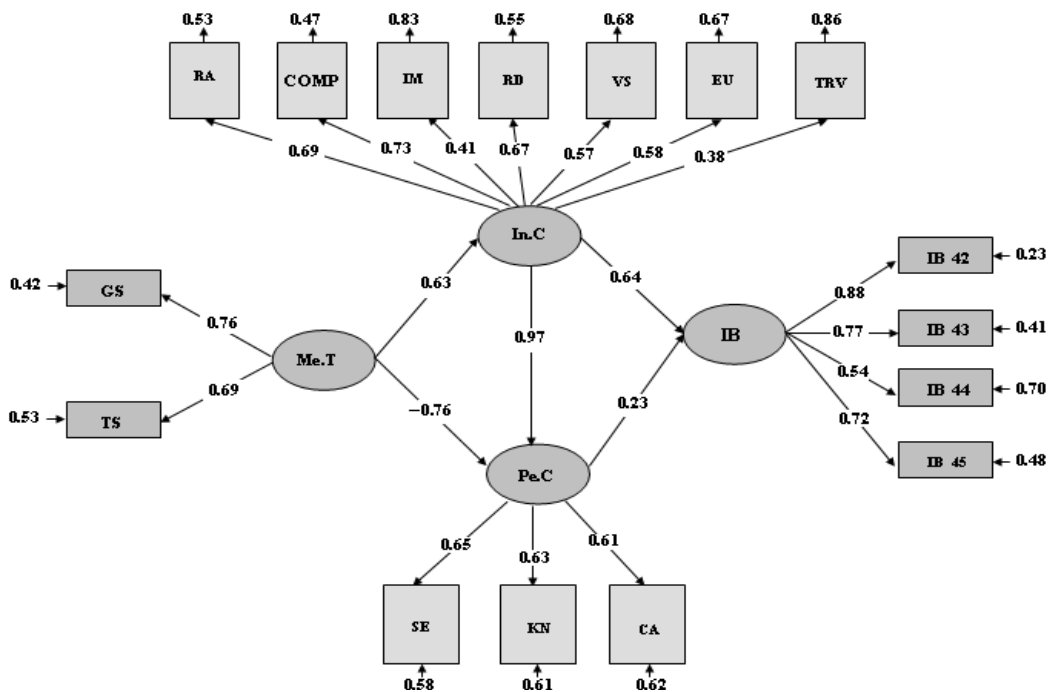 0.53 0.47 0.83 0.55 0.68 0.67 0.86
RA COMP IM RD VS EU TRV
0.69 0.73 0.41 0.67 0.57 0.58 0.38
In.C
0.63 0.64
0.97
0.42 GS
0.76
Me.T
0.69
0.53 TS
−0.76
0.23
IB
IB 42 0.23
0.88
IB 43 0.41
0.77
IB 44 0.70
0.54
IB 45 0.48
0.72
Pe.C
0.65 0.63 0.61
SE KN CA
0.58 0.61 0.62